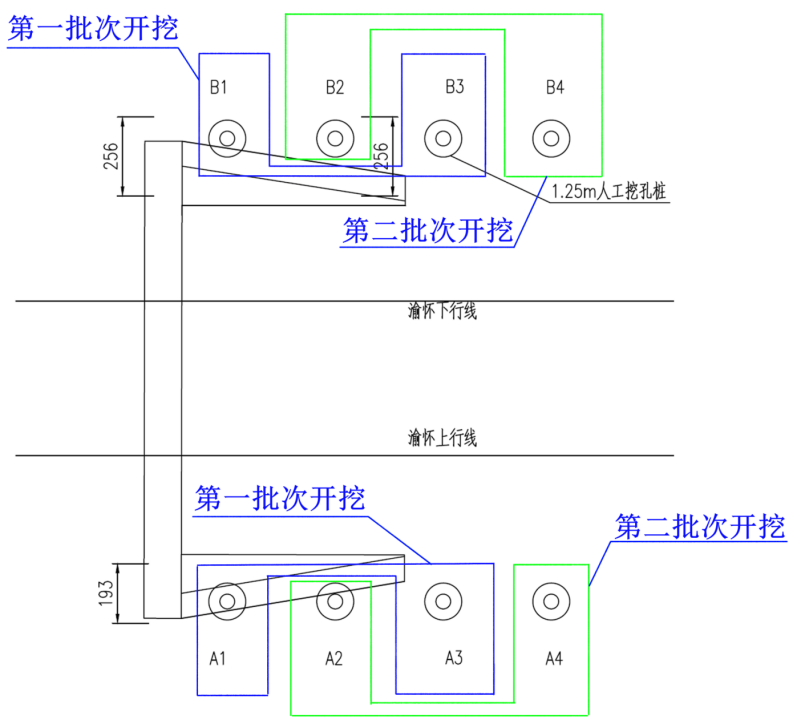 第一批次开挖
B1
B2
B3
B4
256
256
1.25m人工挖孔桩
第二批次开挖
渝怀下行线
渝怀上行线
第一批次开挖
第二批次开挖
193
A1
A2
A3
A4